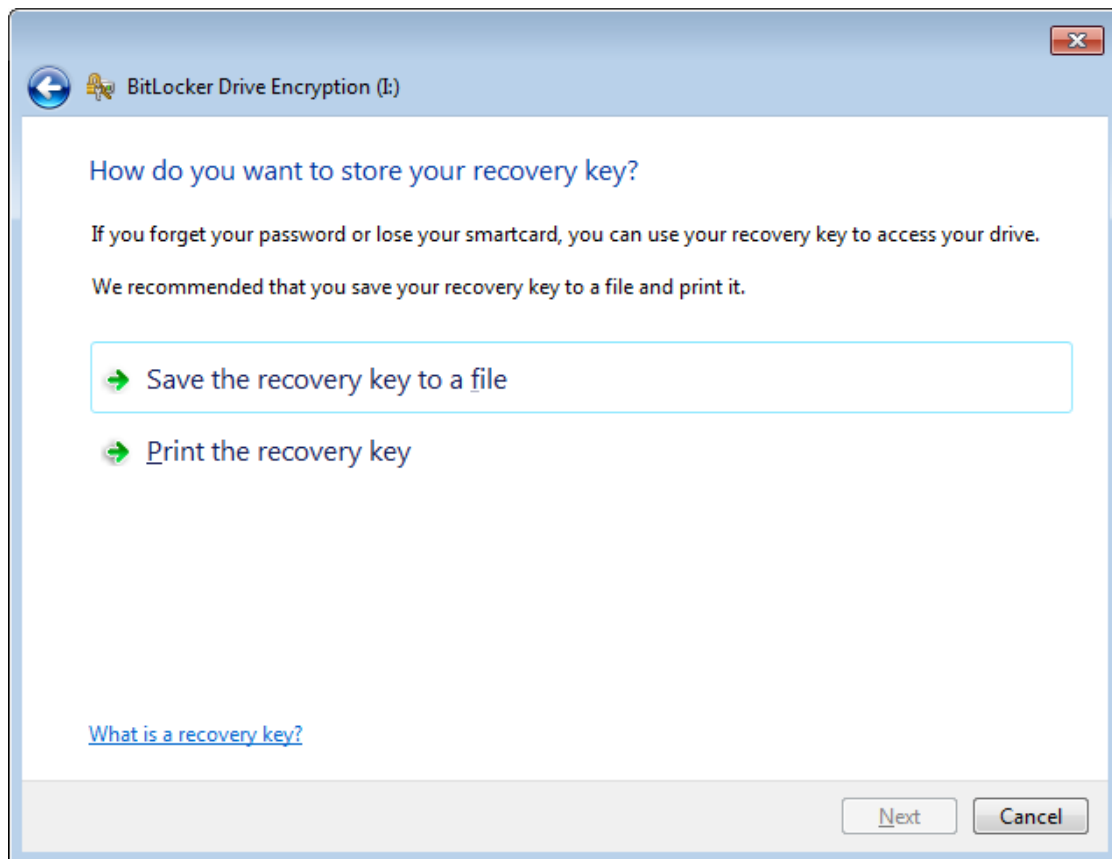 BitLocker Drive Encryption (I:)
How do you want to store your recovery key?
If you forget your password or lose your smartcard, you can use your recovery key to access your drive.
We recommended that you save your recovery key to a file and print it.
Save the recovery key to a file
Print the recovery key
What is a recovery key?
Next
Cancel